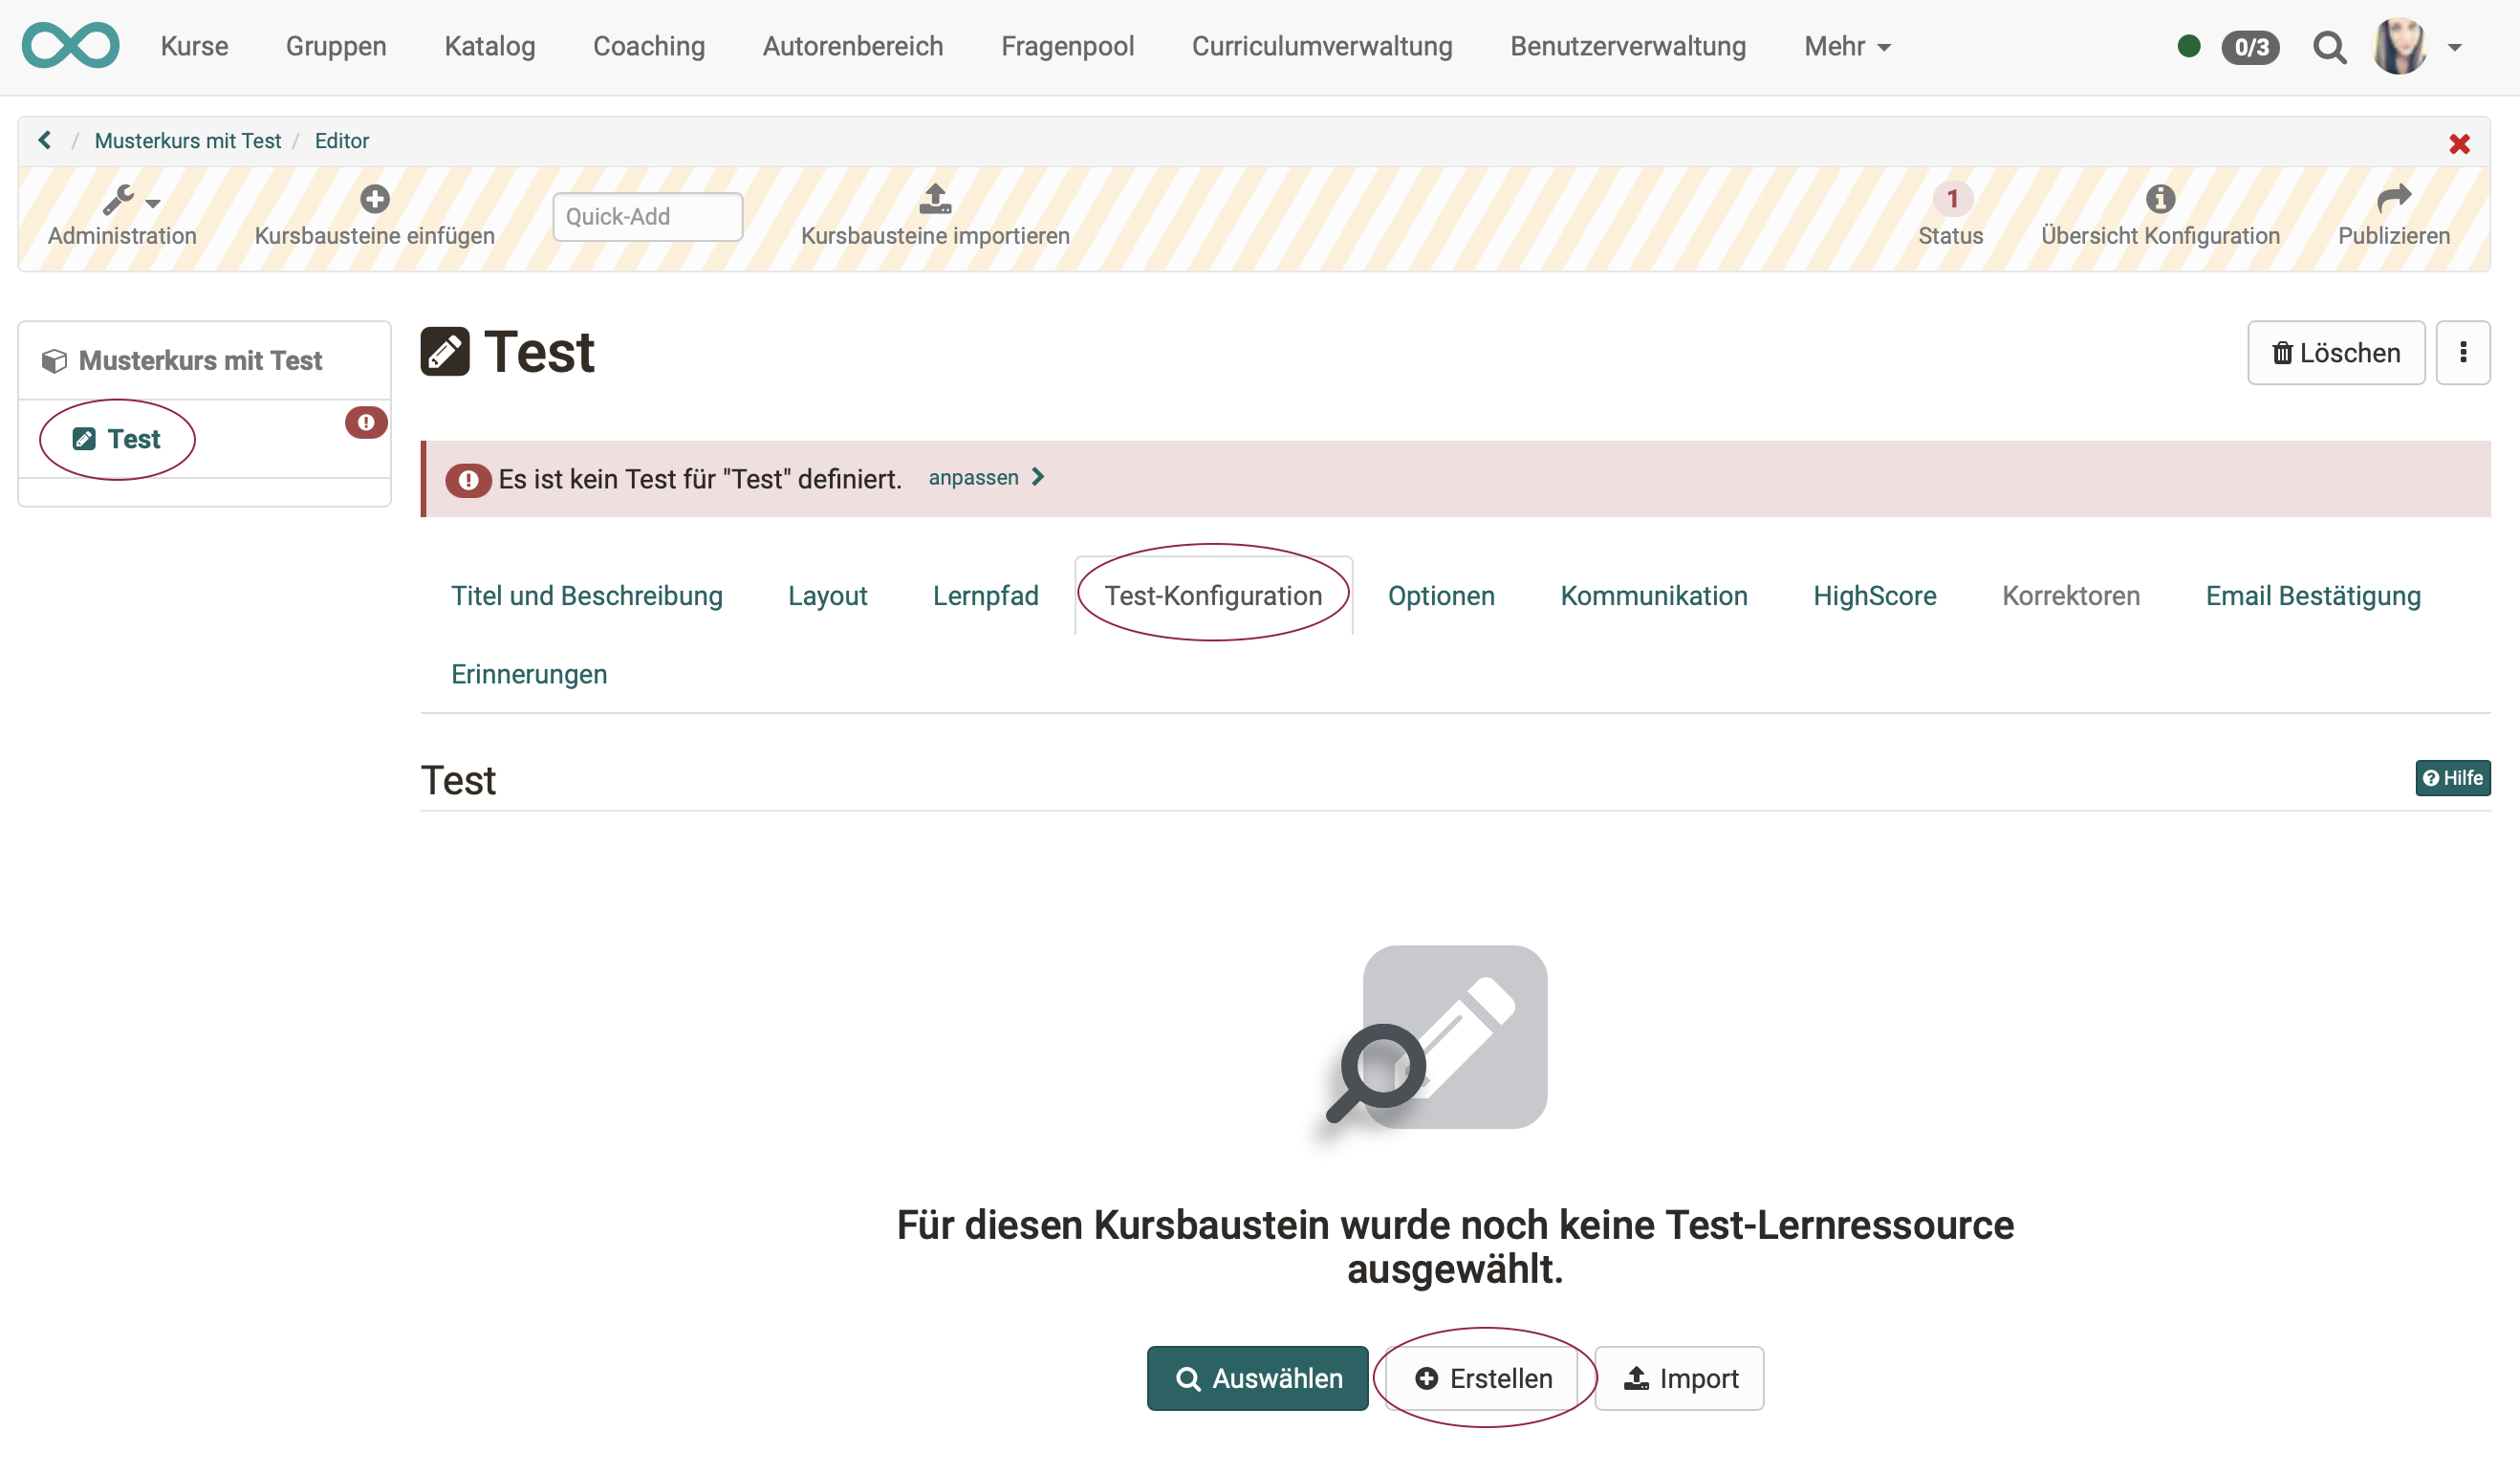 Kurse Gruppen Katalog Coaching Autorenbereich Fragenpool Curriculumverwaltung Benutzerverwaltung Mehr 0/3
/ Musterkurs mit Test / Editor
Administration Kursbausteine einfügen Quick-Add Kursbausteine importieren 1 Status Übersicht Konfiguration Publizieren
Musterkurs mit Test
Test
Test
Löschen
Es ist kein Test für "Test" definiert. anpassen
Titel und Beschreibung Layout Lernpfad Test-Konfiguration Optionen Kommunikation HighScore Korrektoren Email Bestätigung
Erinnerungen
Test
Hilfe
Für diesen Kursbaustein wurde noch keine Test-Lernressource
ausgewählt.
Auswählen Erstellen Import